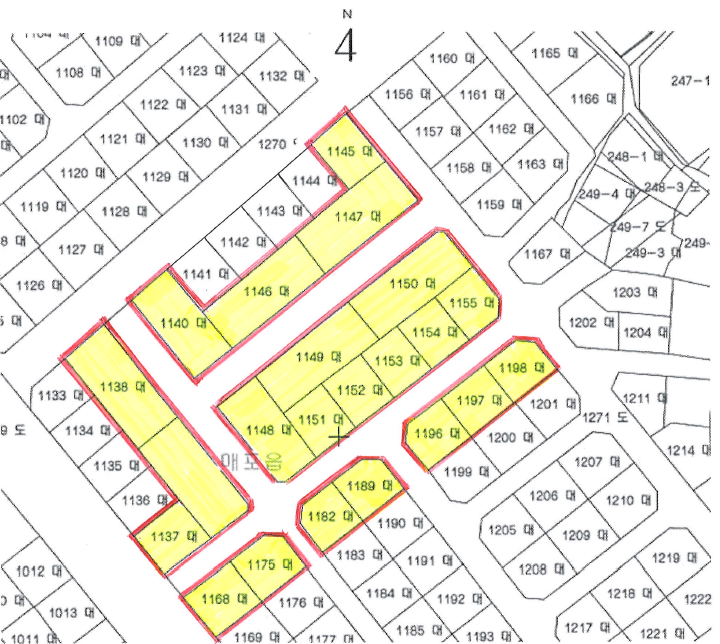 N
4
1109 대
1124 대
1108 대
1123 대
1132 대
1102 대
1122 대
1131 대
1121 대
1130 대
1270
1120 대
1129 대
1119 대
1128 대
1127 대
1126 대
1160 대
1165 대
247-1
1156 대
1161 대
1166 대
1157 대
1162 대
1158 대
1163 대
1159 대
1167 대
248-1 대
248-3 도
249-4 대
249-7 도
249-3 대
249-
1145 대
1144 대
1147 대
1143 대
1142 대
1141 대
1146 대
1140 대
1150 대
1155 대
1154 대
1153 대
1149 대
1152 대
1151 대
1148 대
1203 대
1202 대
1204 대
1198 대
1197 대
1196 대
1201 대
1200 대
1199 대
1271 도
1211 대
1214 대
1133 대
1138 대
1134 대
1135 대
1136 대
1137 대
9 도
매포읍
1189 대
1182 대
1190 대
1183 대
1191 대
1184 대
1192 대
1185 대
1193 대
1175 대
1168 대
1176 대
1169 대
1177 대
1207 대
1206 대
1210 대
1205 대
1209 대
1208 대
1219 대
1218 대
1222
1217 대
1221 대
1012 대
1013 대
1011 대